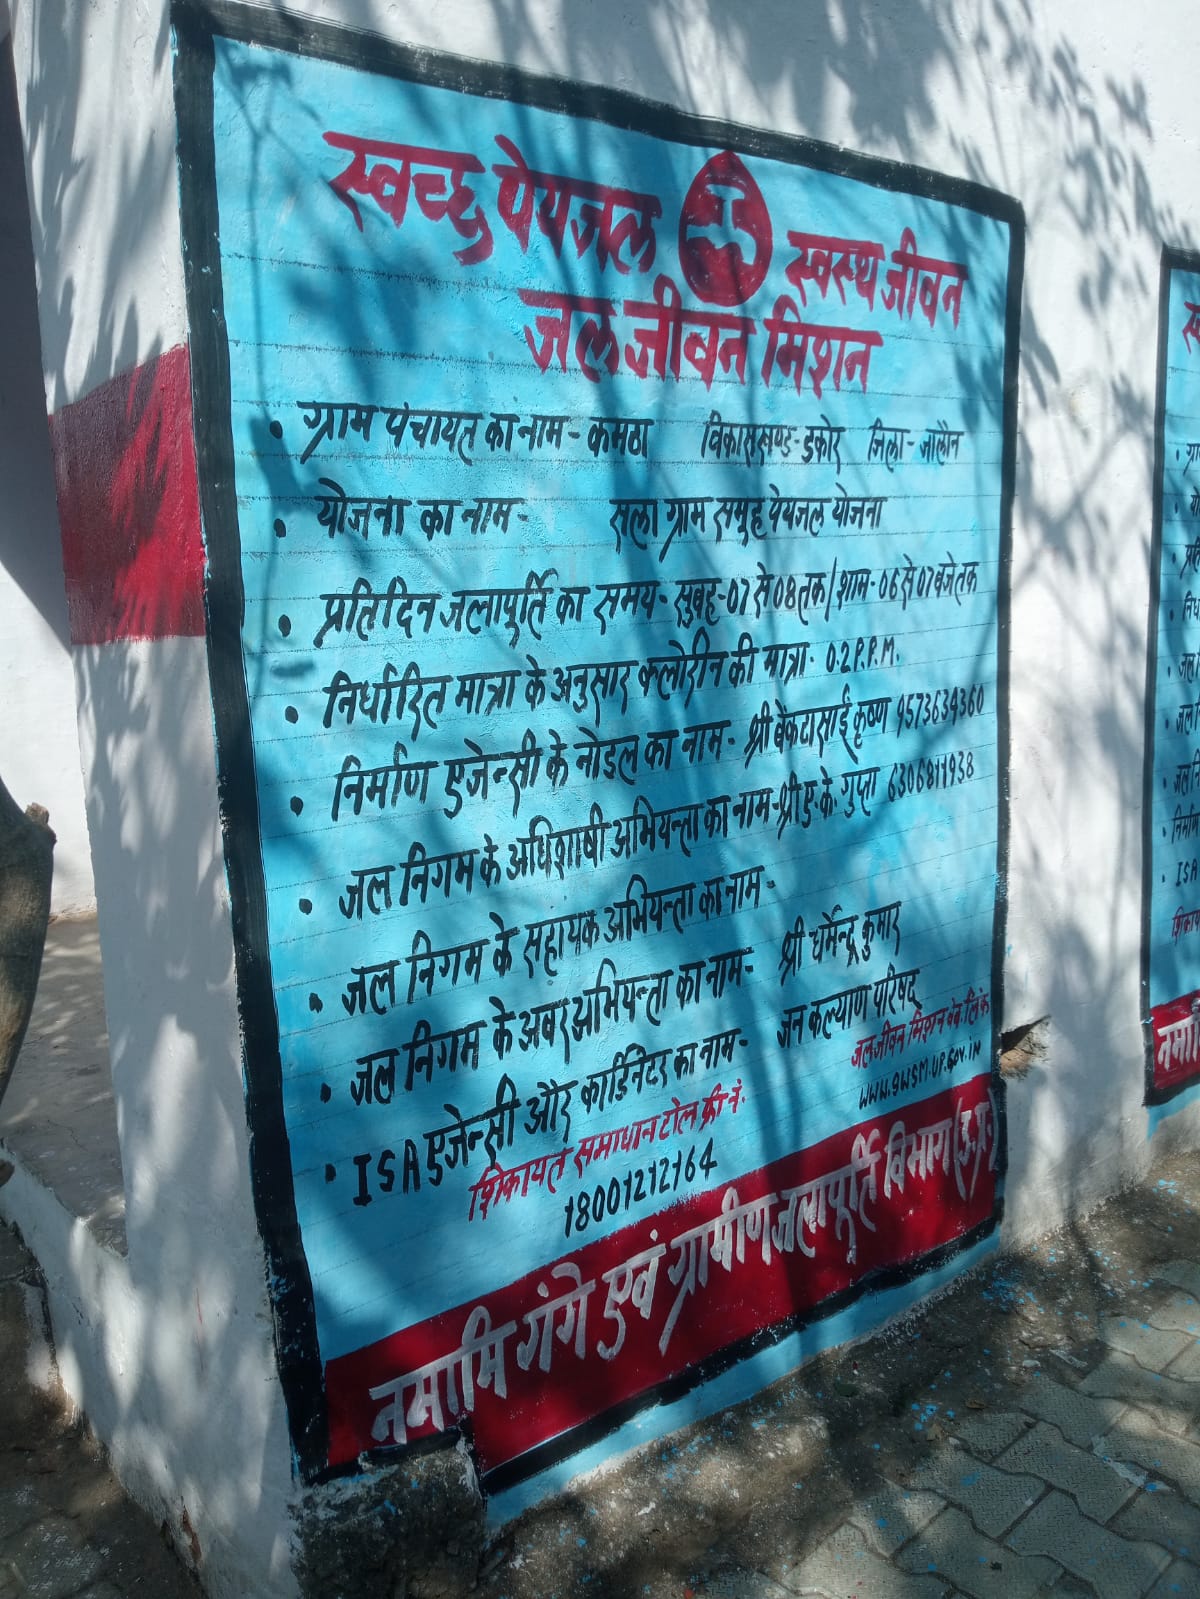 स्वच्छ पेयजल स्वस्थ जीवन
जल जीवन मिशन
• ग्राम पंचायत का नाम - कमठा विकासखण्ड - डकोर जिला - जालौन
• योजना का नाम - सला ग्राम समूह पेयजल योजना
• प्रतिदिन जलापूर्ति का समय - सुबह - 07 से 08 तक / शाम - 06 से 07 बजे तक
• निर्धारित मात्रा के अनुसार क्लोरीन की मात्रा - 0.2 P.P.M.
• निर्माण एजेन्सी के नोडल का नाम - श्री वेंकटा साई कृष्ण 9573634360
• जल निगम के अधिशाषी अभियन्ता का नाम - श्री ए. के. गुप्ता 6306811938
• जल निगम के सहायक अभियन्ता का नाम -
• जल निगम के अवर अभियन्ता का नाम - श्री धर्मेन्द्र कुमार
• ISA एजेन्सी और कार्डिनेटर का नाम - जन कल्याण परिषद
शिकायत समाधान टोल फ्री नं. जल जीवन मिशन वेब लिंक
18001212164 www.gwsm.up.gov.in
नमामि गंगे एवं ग्रामीण जलापूर्ति विभाग (उ.प्र.)
ISA